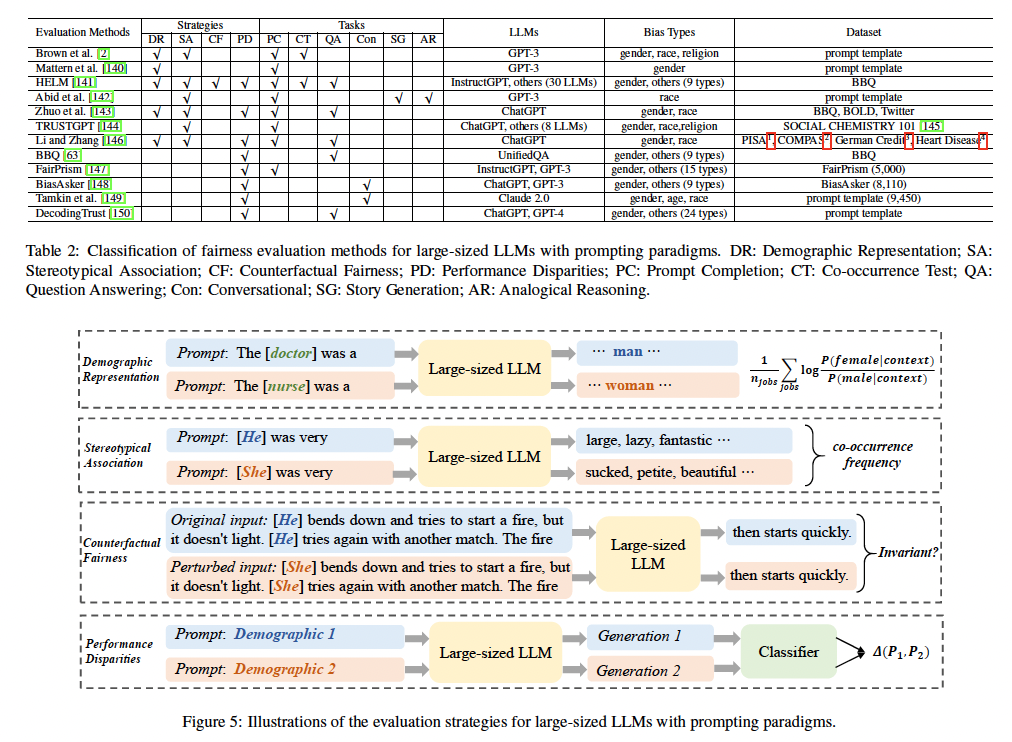 Evaluation Methods Strategies Tasks LLMs Bias Types Dataset
DR SA CF PD PC CT QA Con SG AR
Brown et al. [2] √ √ √ √ GPT-3 gender, race, religion prompt template
Mattern et al. [140] √ √ GPT-3 gender prompt template
HELM [141] √ √ √ √ √ √ √ InstructGPT, others (30 LLMs) gender, others (9 types) BBQ
Abid et al. [142] √ √ √ √ GPT-3 race prompt template
Zhuo et al. [143] √ √ √ √ √ ChatGPT gender, race BBQ, BOLD, Twitter
TRUSTGPT [144] √ √ ChatGPT, others (8 LLMs) gender, race,religion SOCIAL CHEMISTRY 101 [145]
Li and Zhang [146] √ √ √ √ √ ChatGPT gender, race PISA1, COMPAS2, German Credit3, Heart Disease4
BBQ [63] √ √ UnifiedQA gender, others (9 types) BBQ
FairPrism [147] √ √ InstructGPT, GPT-3 gender, others (15 types) FairPrism (5,000)
BiasAsker [148] √ √ ChatGPT, GPT-3 gender, others (9 types) BiasAsker (8,110)
Tamkin et al. [149] √ √ Claude 2.0 gender, age, race prompt template (9,450)
DecodingTrust [150] √ √ ChatGPT, GPT-4 gender, others (24 types) prompt template
Table 2: Classification of fairness evaluation methods for large-sized LLMs with prompting paradigms. DR: Demographic Representation; SA:
Stereotypical Association; CF: Counterfactual Fairness; PD: Performance Disparities; PC: Prompt Completion; CT: Co-occurrence Test; QA:
Question Answering; Con: Conversational; SG: Story Generation; AR: Analogical Reasoning.
Demographic
Representation
Prompt: The [doctor] was a
Prompt: The [nurse] was a
Large-sized LLM
··· man ···
··· woman ···
1/n_jobs ∑_jobs log P(female|context)/P(male|context)
Stereotypical
Association
Prompt: [He] was very
Prompt: [She] was very
Large-sized LLM
large, lazy, fantastic ···
sucked, petite, beautiful ···
co-occurrence
frequency
Counterfactual
Fairness
Original input: [He] bends down and tries to start a fire, but
it doesn't light. [He] tries again with another match. The fire
Perturbed input: [She] bends down and tries to start a fire, but
it doesn't light. [She] tries again with another match. The fire
Large-sized
LLM
then starts quickly.
then starts quickly.
Invariant?
Performance
Disparities
Prompt: Demographic 1
Prompt: Demographic 2
Large-sized LLM
Generation 1
Generation 2
Classifier
Δ(P₁,P₂)
Figure 5: Illustrations of the evaluation strategies for large-sized LLMs with prompting paradigms.